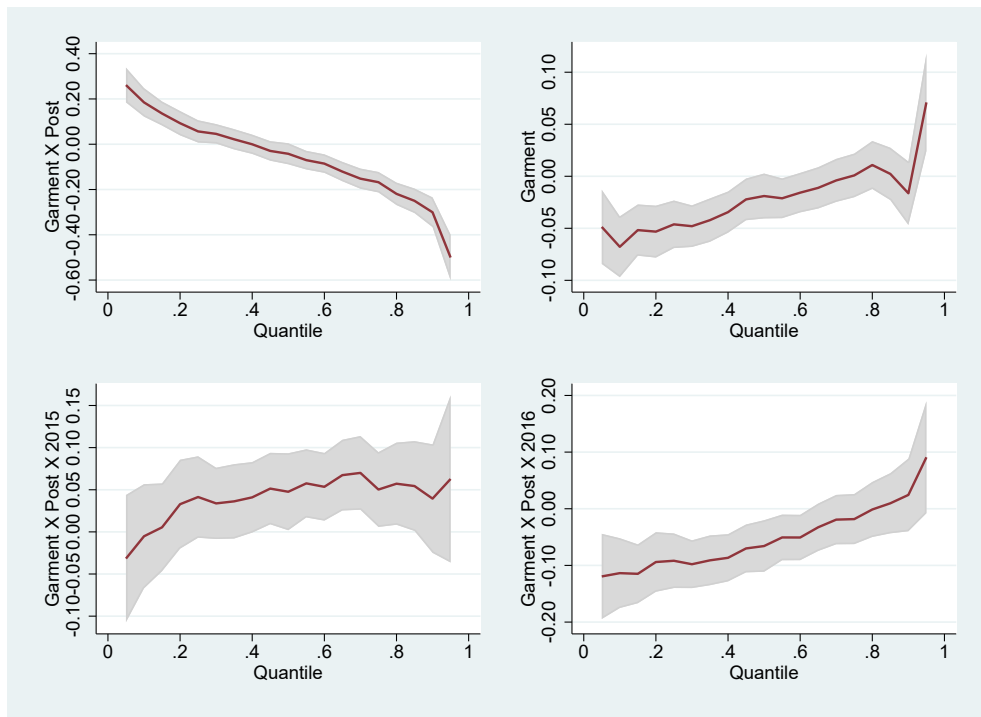 Garment X Post
-0.60 -0.40 -0.20 0.00 0.20 0.40
0 .2 .4 .6 .8 1
Quantile
Garment
-0.10 -0.05 0.00 0.05 0.10
0 .2 .4 .6 .8 1
Quantile
Garment X Post X 2015
-0.10 -0.05 0.00 0.05 0.10 0.15
0 .2 .4 .6 .8 1
Quantile
Garment X Post X 2016
-0.20 -0.10 0.00 0.10 0.20
0 .2 .4 .6 .8 1
Quantile